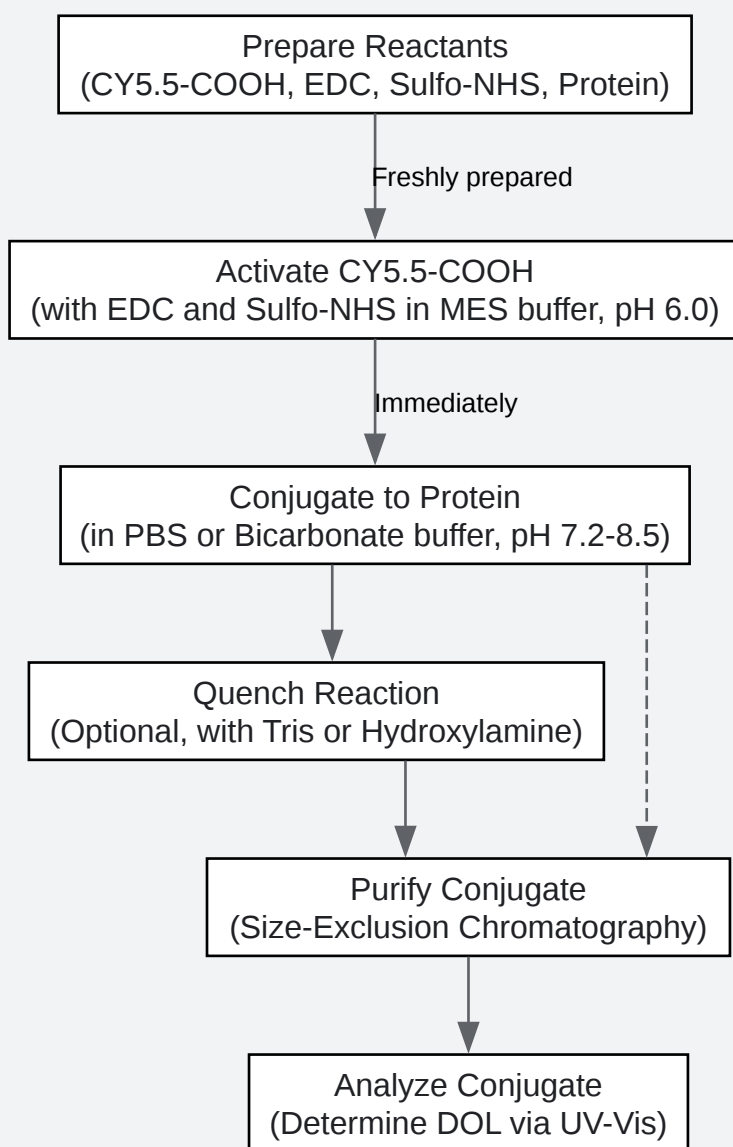 Prepare Reactants
(CY5.5-COOH, EDC, Sulfo-NHS, Protein)
Freshly prepared
Activate CY5.5-COOH
(with EDC and Sulfo-NHS in MES buffer, pH 6.0)
Immediately
Conjugate to Protein
(in PBS or Bicarbonate buffer, pH 7.2-8.5)
Quench Reaction
(Optional, with Tris or Hydroxylamine)
Purify Conjugate
(Size-Exclusion Chromatography)
Analyze Conjugate
(Determine DOL via UV-Vis)